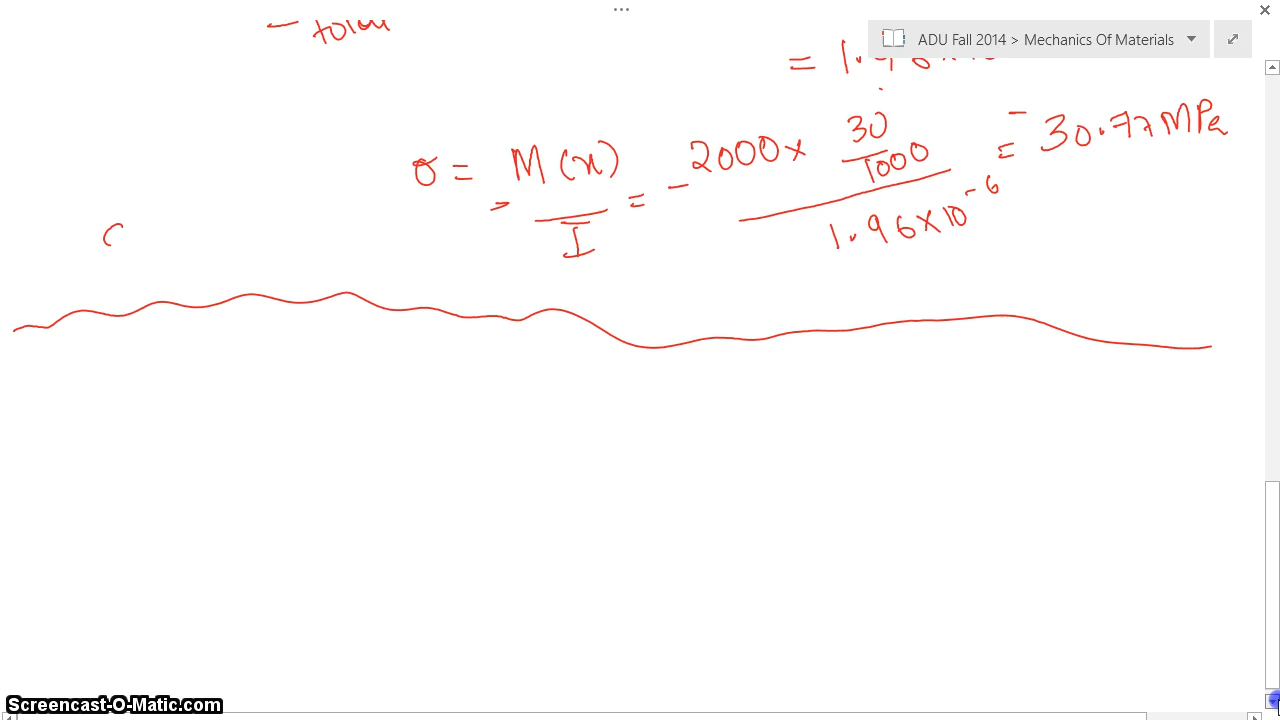 ADU Fall 2014 > Mechanics Of Materials
σ = M(x) / I = -2000 × 30/1000 / 1.96×10⁻⁶ = -30.77 MPa
Screencast-O-Matic.com